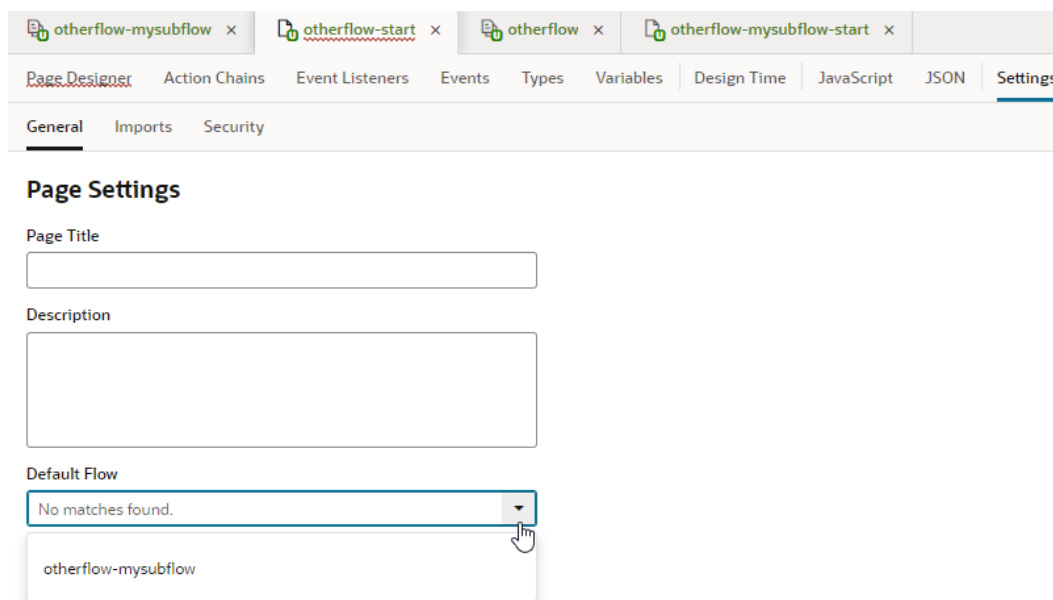 otherflow-mysubflow × otherflow-start × otherflow × otherflow-mysubflow-start ×
Page Designer Action Chains Event Listeners Events Types Variables Design Time JavaScript JSON Settings
General Imports Security
Page Settings
Page Title
Description
Default Flow
No matches found.
otherflow-mysubflow